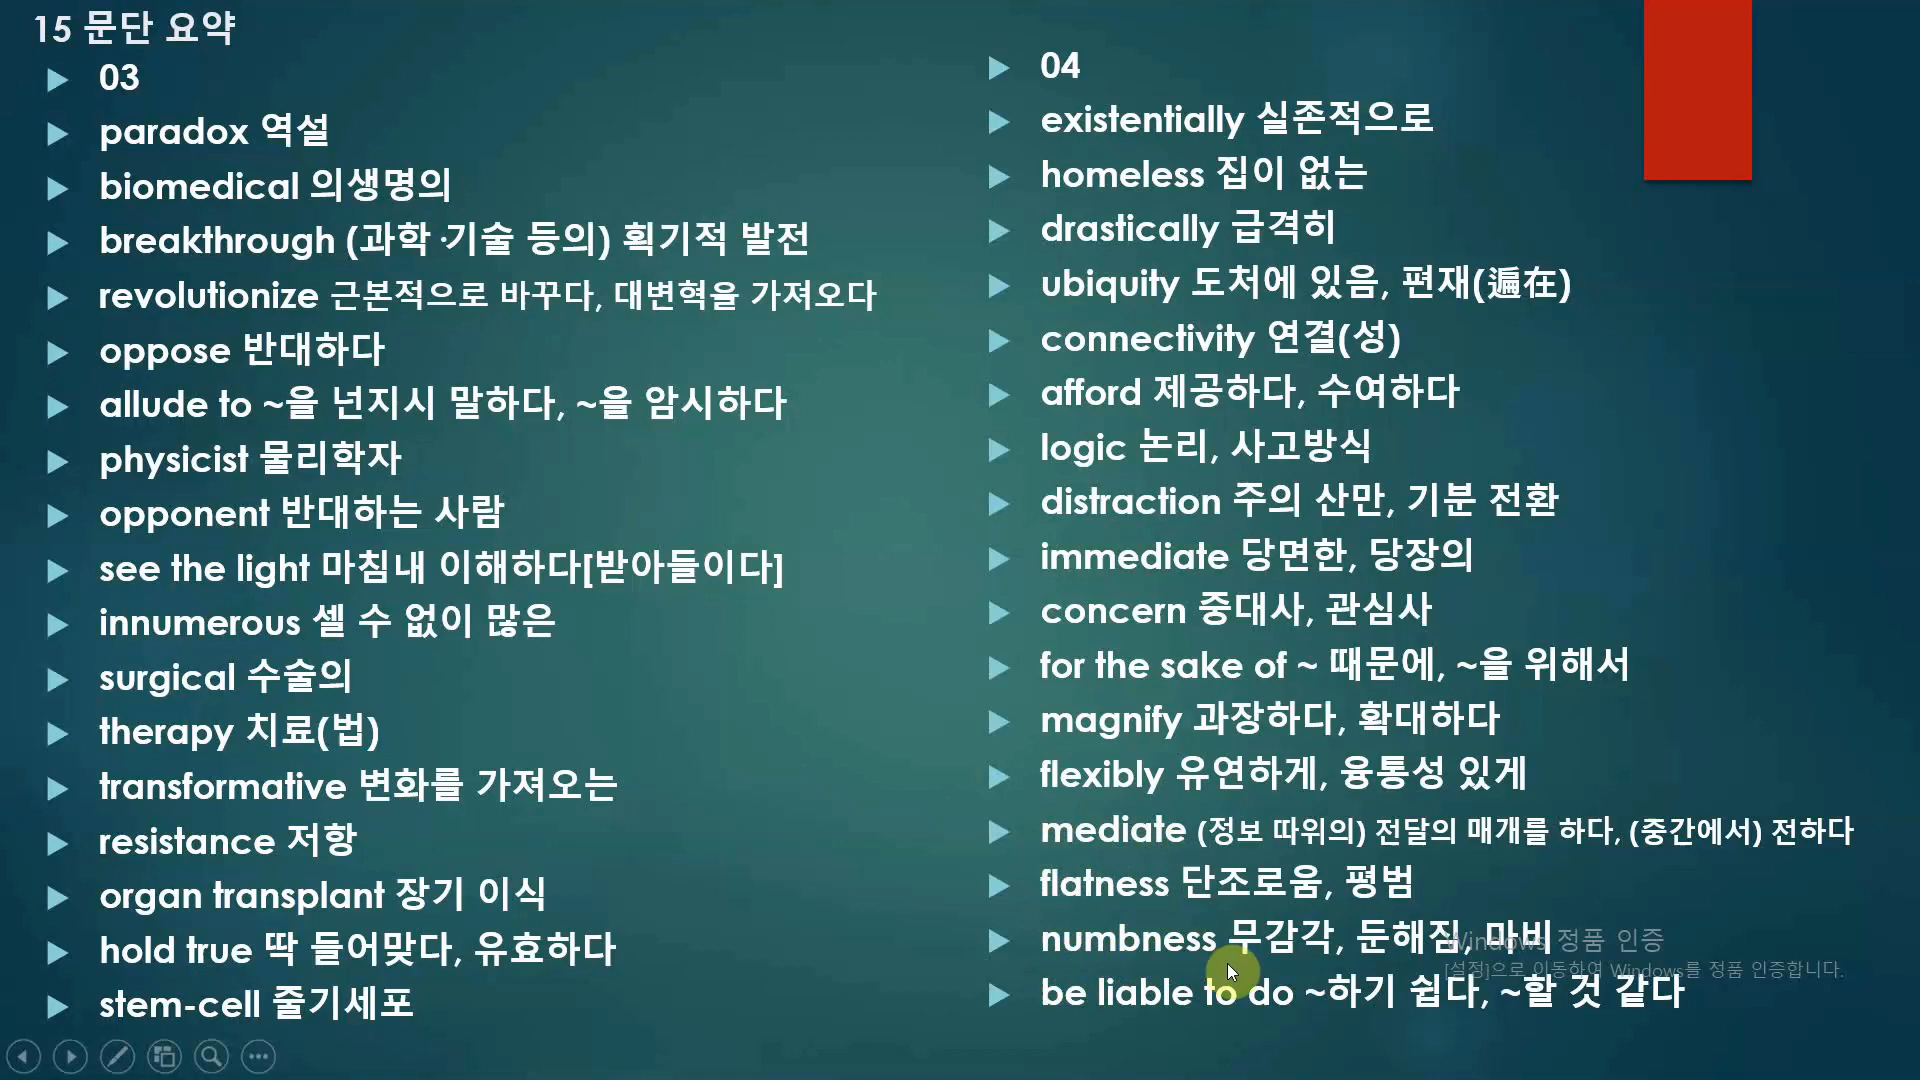 15 문단 요약
03
paradox 역설
biomedical 의생명의
breakthrough (과학·기술 등의) 획기적 발전
revolutionize 근본적으로 바꾸다, 대변혁을 가져오다
oppose 반대하다
allude to ~을 넌지시 말하다, ~을 암시하다
physicist 물리학자
opponent 반대하는 사람
see the light 마침내 이해하다[받아들이다]
innumerous 셀 수 없이 많은
surgical 수술의
therapy 치료(법)
transformative 변화를 가져오는
resistance 저항
organ transplant 장기 이식
hold true 딱 들어맞다, 유효하다
stem-cell 줄기세포
04
existentially 실존적으로
homeless 집이 없는
drastically 급격히
ubiquity 도처에 있음, 편재(遍在)
connectivity 연결(성)
afford 제공하다, 수여하다
logic 논리, 사고방식
distraction 주의 산만, 기분 전환
immediate 당면한, 당장의
concern 중대사, 관심사
for the sake of ~ 때문에, ~을 위해서
magnify 과장하다, 확대하다
flexibly 유연하게, 융통성 있게
mediate (정보 따위의) 전달의 매개를 하다, (중간에서) 전하다
flatness 단조로움, 평범
numbness 무감각, 둔해짐, 마비
be liable to do ~하기 쉽다, ~할 것 같다
Windows 정품 인증
[설정]으로 이동하여 Windows를 정품 인증합니다.